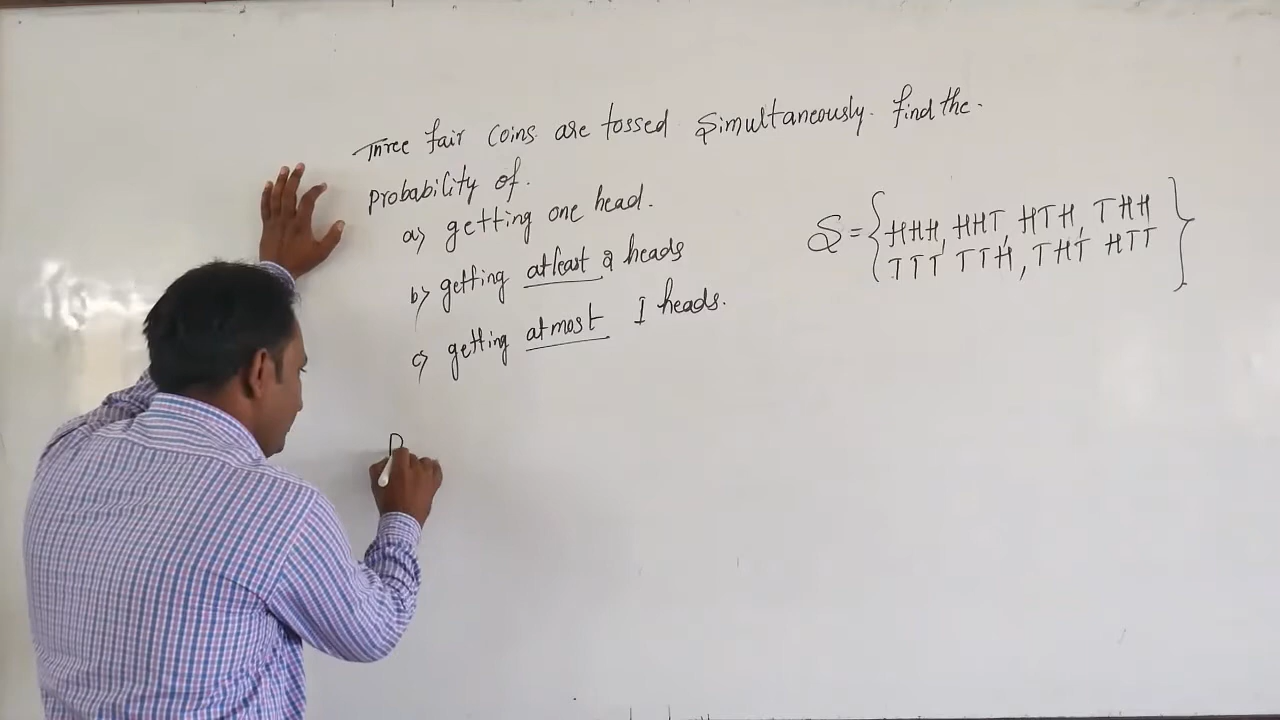 Three fair coins are tossed Simultaneously. find the.
probability of.
a) getting one head.
b) getting atleast 2 heads
c) getting atmost 1 heads.
S = { HHH, HHT, HTH, THH
TTT TTH, THT HTT }
P